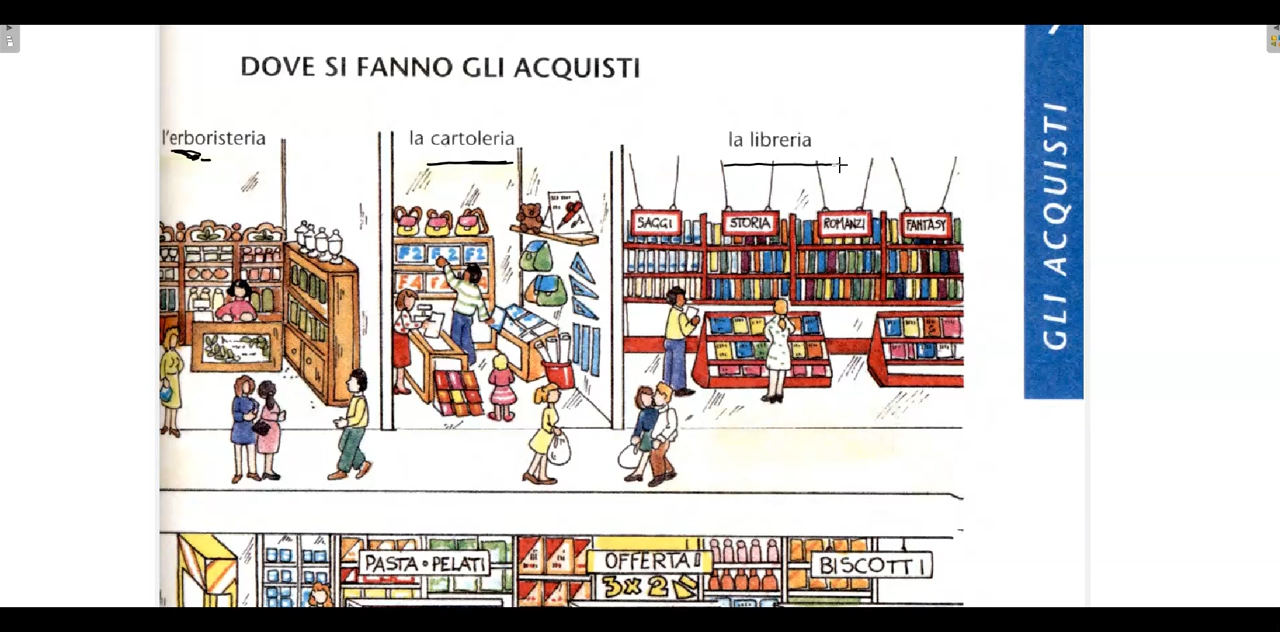 DOVE SI FANNO GLI ACQUISTI
l'erboristeria
la cartoleria
la libreria
SAGGI
STORIA
ROMANZI
FANTASY
F2 F2 F2
GLI ACQUISTI
PASTA • PELATI
OFFERTA!
3x2
BISCOTTI